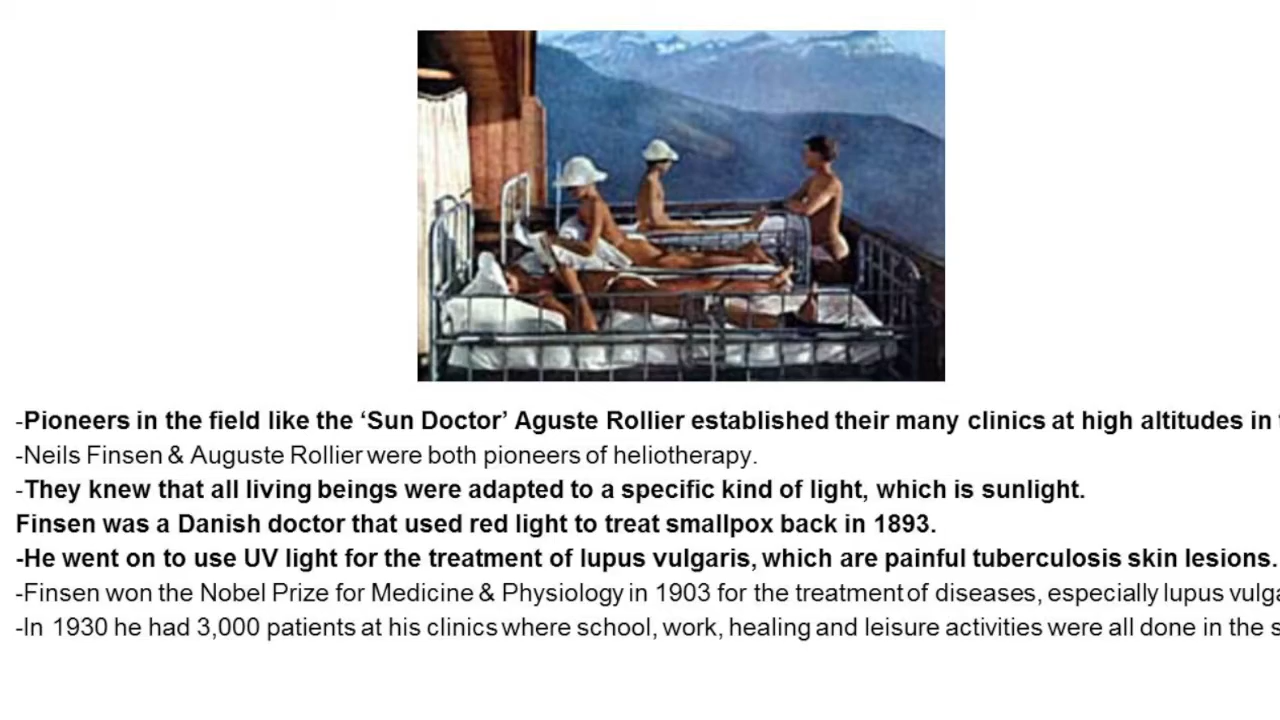 -Pioneers in the field like the ‘Sun Doctor’ Aguste Rollier established their many clinics at high altitudes in
-Neils Finsen & Auguste Rollier were both pioneers of heliotherapy.
-They knew that all living beings were adapted to a specific kind of light, which is sunlight.
Finsen was a Danish doctor that used red light to treat smallpox back in 1893.
-He went on to use UV light for the treatment of lupus vulgaris, which are painful tuberculosis skin lesions.
-Finsen won the Nobel Prize for Medicine & Physiology in 1903 for the treatment of diseases, especially lupus
-In 1930 he had 3,000 patients at his clinics where school, work, healing and leisure activities were all done in the